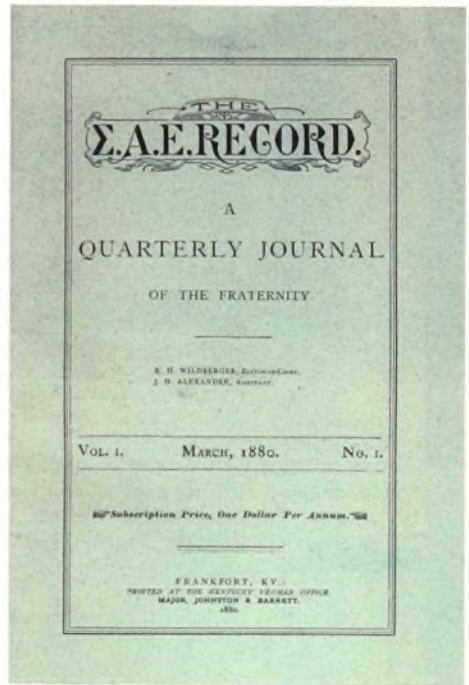 THE
Σ.A.E. RECORD.
A
QUARTERLY JOURNAL
OF THE FRATERNITY
R. H. WILDBERGER, EDITOR-IN-CHIEF.
J. H. ALEXANDER, ASSISTANT.
VOL. I. MARCH, 1880. NO. 1.
Subscription Price, One Dollar Per Annum.
FRANKFORT, KY.:
PRINTED AT THE KENTUCKY YEOMAN OFFICE.
MAJOR, JOHNSTON & BARRETT.
1880.